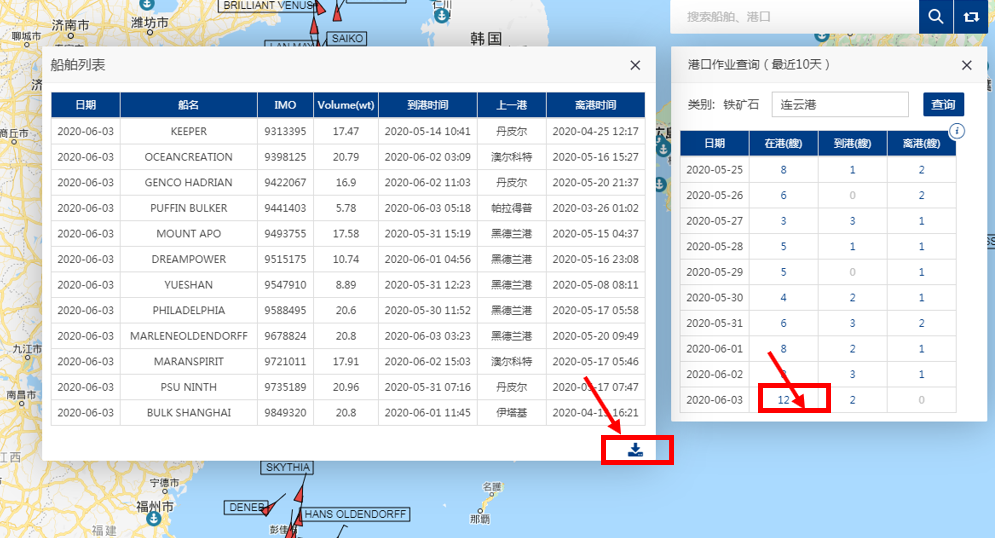 BRILLIANT VENUS
济南市
潍坊市
聊城市
仁川
SAIKO
韩国
商丘市
九江市
南昌市
江西
宁德市
福州市
福建
彭佳
SKYTHIA
DENEB
HANS OLDENDORFF
名護
那霸
搜索船舶、港口
船舶列表
日期 船名 IMO Volume(wt) 到港时间 上一港 离港时间
2020-06-03 KEEPER 9313395 17.47 2020-05-14 10:41 丹皮尔 2020-04-25 12:17
2020-06-03 OCEANCREATION 9398125 20.79 2020-06-02 03:09 澳尔科特 2020-05-16 15:27
2020-06-03 GENCO HADRIAN 9422067 16.9 2020-06-02 11:03 丹皮尔 2020-05-20 21:37
2020-06-03 PUFFIN BULKER 9441403 5.78 2020-06-03 05:18 帕拉得普 2020-03-26 01:02
2020-06-03 MOUNT APO 9493755 17.58 2020-05-31 15:19 黑德兰港 2020-05-15 04:37
2020-06-03 DREAMPOWER 9515175 10.74 2020-06-01 04:56 黑德兰港 2020-05-16 23:08
2020-06-03 YUESHAN 9547910 8.89 2020-05-31 12:23 黑德兰港 2020-05-08 08:11
2020-06-03 PHILADELPHIA 9588495 20.6 2020-05-30 11:52 黑德兰港 2020-05-17 05:58
2020-06-03 MARLENEOLDENDORFF 9678824 20.8 2020-06-03 03:23 黑德兰港 2020-05-20 09:49
2020-06-03 MARANSPIRIT 9721011 17.91 2020-06-02 15:03 澳尔科特 2020-05-17 05:46
2020-06-03 PSU NINTH 9735189 20.96 2020-05-31 07:16 丹皮尔 2020-05-17 07:47
2020-06-03 BULK SHANGHAI 9849320 20.8 2020-06-01 11:45 伊塔基 16:21
港口作业查询（最近10天）
类别: 铁矿石 连云港 查询
日期 在港(艘) 到港(艘) 离港(艘)
2020-05-25 8 1 2
2020-05-26 6 0 2
2020-05-27 3 3 1
2020-05-28 5 1 1
2020-05-29 5 0 1
2020-05-30 4 2 1
2020-05-31 6 3 2
2020-06-01 8 2 1
2020-06-02 3 1
2020-06-03 12 2 0